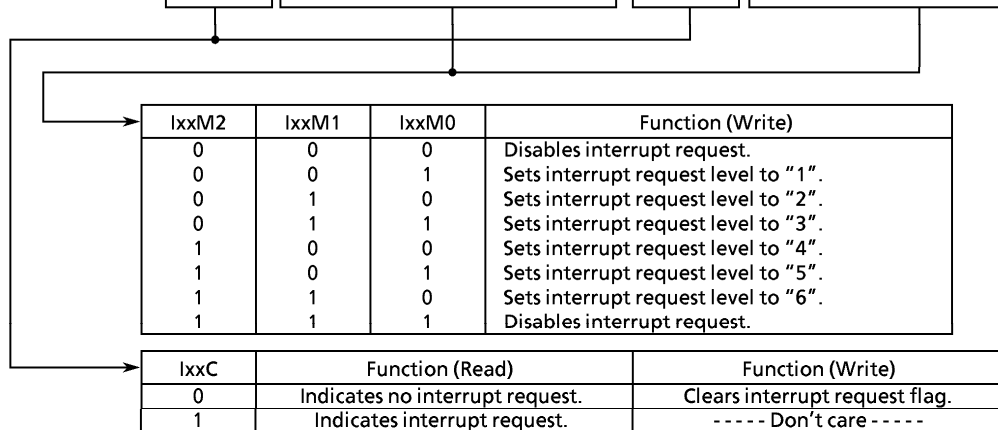 IxxM2 IxxM1 IxxM0 Function (Write)
0 0 0 Disables interrupt request.
0 0 1 Sets interrupt request level to "1".
0 1 0 Sets interrupt request level to "2".
0 1 1 Sets interrupt request level to "3".
1 0 0 Sets interrupt request level to "4".
1 0 1 Sets interrupt request level to "5".
1 1 0 Sets interrupt request level to "6".
1 1 1 Disables interrupt request.
IxxC Function (Read) Function (Write)
0 Indicates no interrupt request. Clears interrupt request flag.
1 Indicates interrupt request. - - - - - Don't care - - - - -